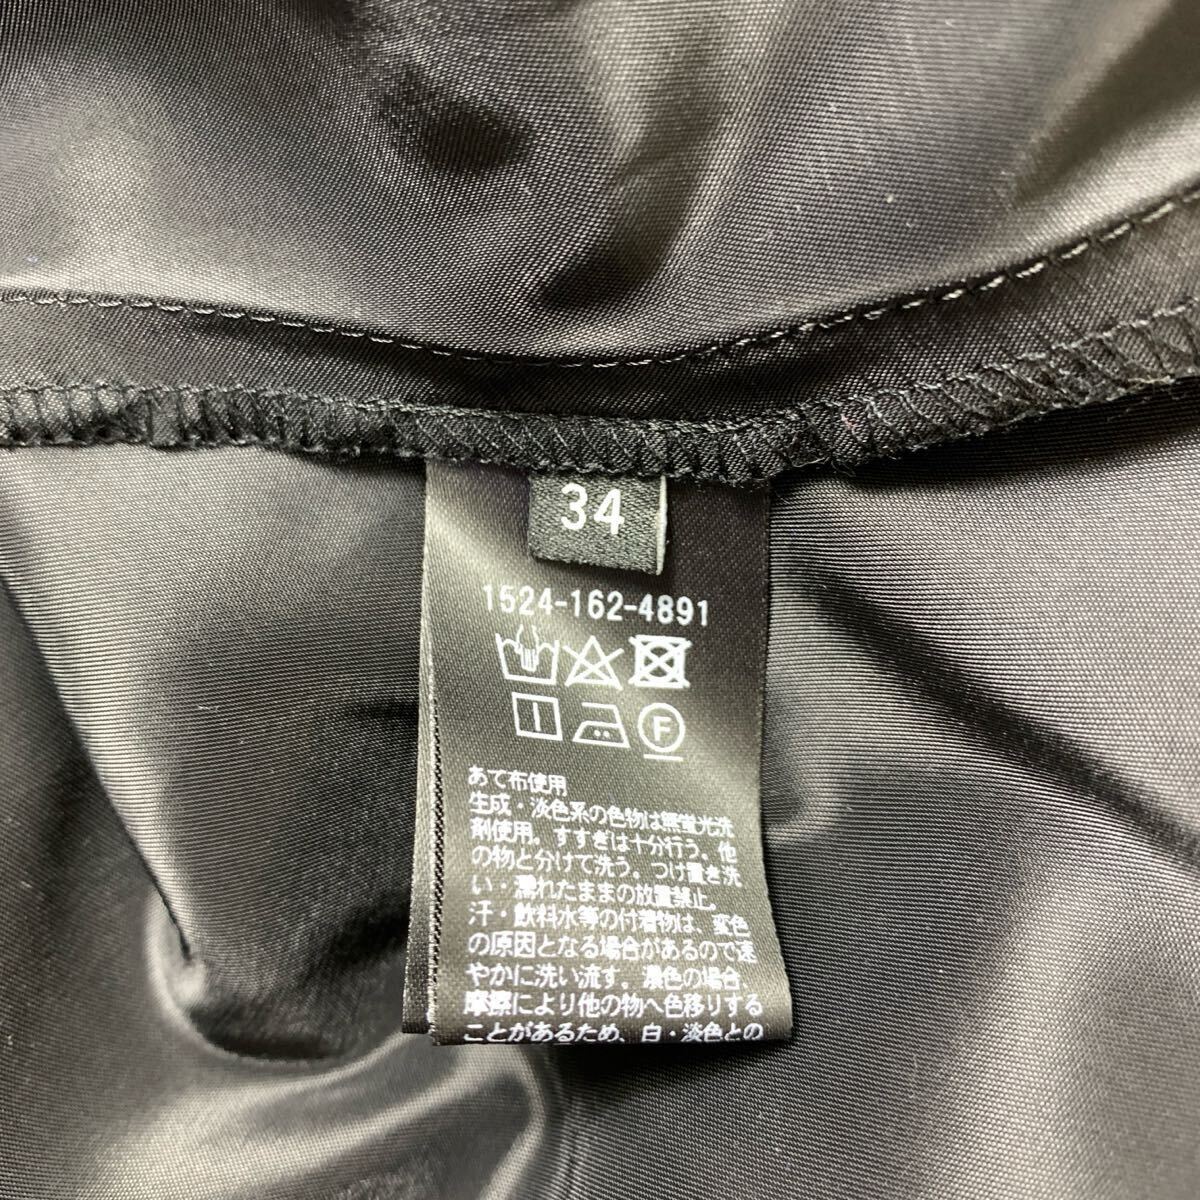 34
1524-162-4891
F
あて布使用
生成・淡色系の色物は無蛍光洗
剤使用。すすぎは十分行う。他
の物と分けて洗う。つけ置き洗
い・濡れたままの放置禁止。
汗・飲料水等の付着物は、変色
の原因となる場合があるので速
やかに洗い流す。濃色の場合、
摩擦により他の物へ色移りする
ことがあるため、白・淡色との